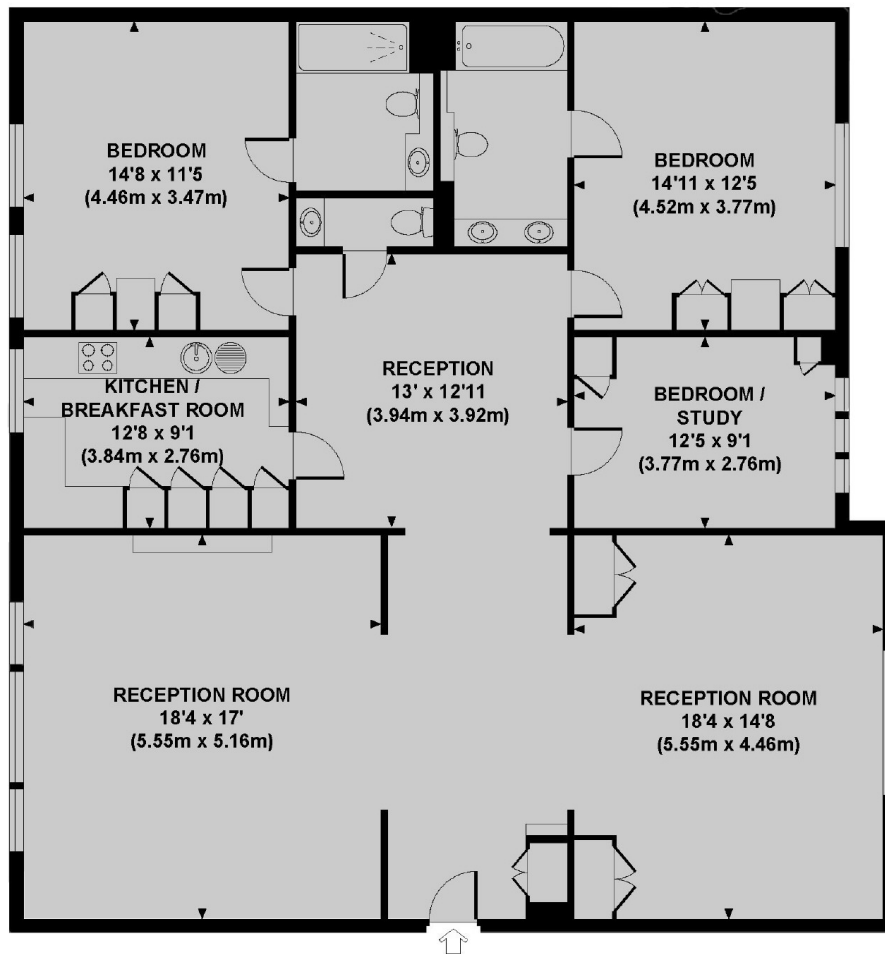 BEDROOM
14'8 x 11'5
(4.46m x 3.47m)
BEDROOM
14'11 x 12'5
(4.52m x 3.77m)
KITCHEN /
BREAKFAST ROOM
12'8 x 9'1
(3.84m x 2.76m)
RECEPTION
13' x 12'11
(3.94m x 3.92m)
BEDROOM /
STUDY
12'5 x 9'1
(3.77m x 2.76m)
RECEPTION ROOM
18'4 x 17'
(5.55m x 5.16m)
RECEPTION ROOM
18'4 x 14'8
(5.55m x 4.46m)